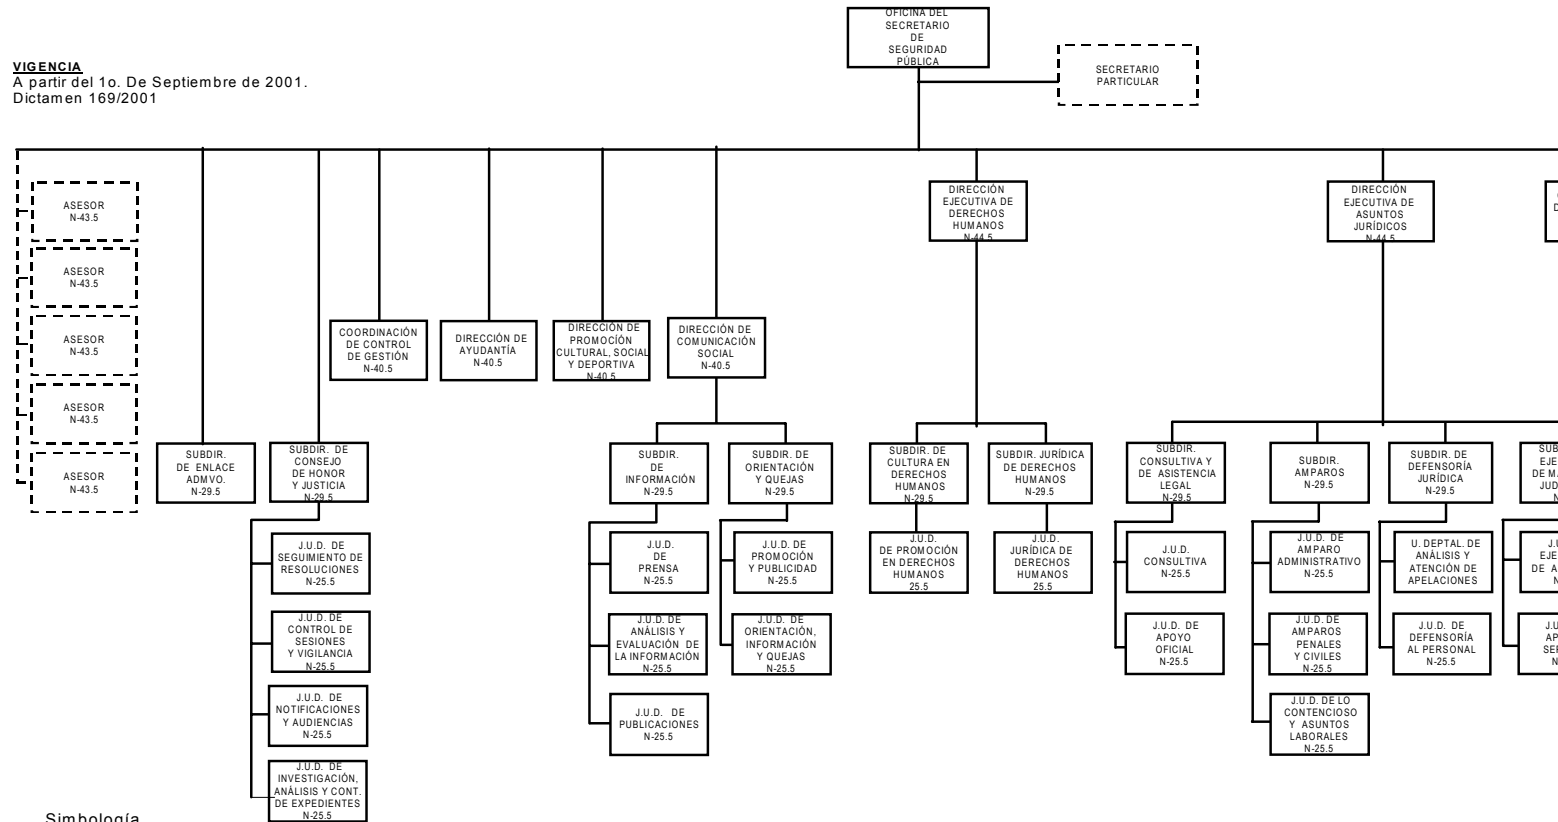 OFICINA DEL
SECRETARIO
DE
SEGURIDAD
PÚBLICA
SECRETARIO
PARTICULAR
VIGENCIA
A partir del 1o. De Septiembre de 2001.
Dictamen 169/2001
ASESOR
N-43.5
ASESOR
N-43.5
ASESOR
N-43.5
ASESOR
N-43.5
ASESOR
N-43.5
DIRECCIÓN
EJECUTIVA DE
DERECHOS
HUMANOS
N-44.5
DIRECCIÓN
EJECUTIVA DE
ASUNTOS
JURÍDICOS
N-44.5
COORDINACIÓN
DE CONTROL
DE GESTIÓN
N-40.5
DIRECCIÓN DE
AYUDANTÍA
N-40.5
DIRECCIÓN DE
PROMOCIÓN
CULTURAL, SOCIAL
Y DEPORTIVA
N-40.5
DIRECCIÓN DE
COMUNICACIÓN
SOCIAL
N-40.5
SUBDIR.
DE ENLACE
ADMVO.
N-29.5
SUBDIR. DE
CONSEJO
DE HONOR
Y JUSTICIA
N-29.5
SUBDIR.
DE
INFORMACIÓN
N-29.5
SUBDIR. DE
ORIENTACIÓN
Y QUEJAS
N-29.5
SUBDIR. DE
CULTURA EN
DERECHOS
HUMANOS
N-29.5
SUBDIR. JURÍDICA
DE DERECHOS
HUMANOS
N-29.5
SUBDIR.
CONSULTIVA Y
DE ASISTENCIA
LEGAL
N-29.5
SUBDIR.
AMPAROS
N-29.5
SUBDIR. DE
DEFENSORÍA
JURÍDICA
N-29.5
J.U.D. DE
SEGUIMIENTO DE
RESOLUCIONES
N-25.5
J.U.D. DE
CONTROL DE
SESIONES
Y VIGILANCIA
N-25.5
J.U.D. DE
NOTIFICACIONES
Y AUDIENCIAS
N-25.5
J.U.D. DE
INVESTIGACIÓN,
ANÁLISIS Y CONT.
DE EXPEDIENTES
N-25.5
J.U.D.
DE
PRENSA
N-25.5
J.U.D. DE
ANÁLISIS Y
EVALUACIÓN DE
LA INFORMACIÓN
N-25.5
J.U.D. DE
PUBLICACIONES
N-25.5
J.U.D. DE
PROMOCIÓN
Y PUBLICIDAD
N-25.5
J.U.D. DE
ORIENTACIÓN,
INFORMACIÓN
Y QUEJAS
N-25.5
J.U.D.
DE PROMOCIÓN
EN DERECHOS
HUMANOS
25.5
J.U.D.
JURÍDICA DE
DERECHOS
HUMANOS
25.5
J.U.D.
CONSULTIVA
N-25.5
J.U.D. DE
APOYO
OFICIAL
N-25.5
J.U.D. DE
AMPARO
ADMINISTRATIVO
N-25.5
J.U.D. DE
AMPAROS
PENALES
Y CIVILES
N-25.5
J.U.D. DE LO
CONTENCIOSO
Y ASUNTOS
LABORALES
N-25.5
U. DEPTAL. DE
ANÁLISIS Y
ATENCIÓN DE
APELACIONES
J.U.D. DE
DEFENSORÍA
AL PERSONAL
N-25.5
Simbología